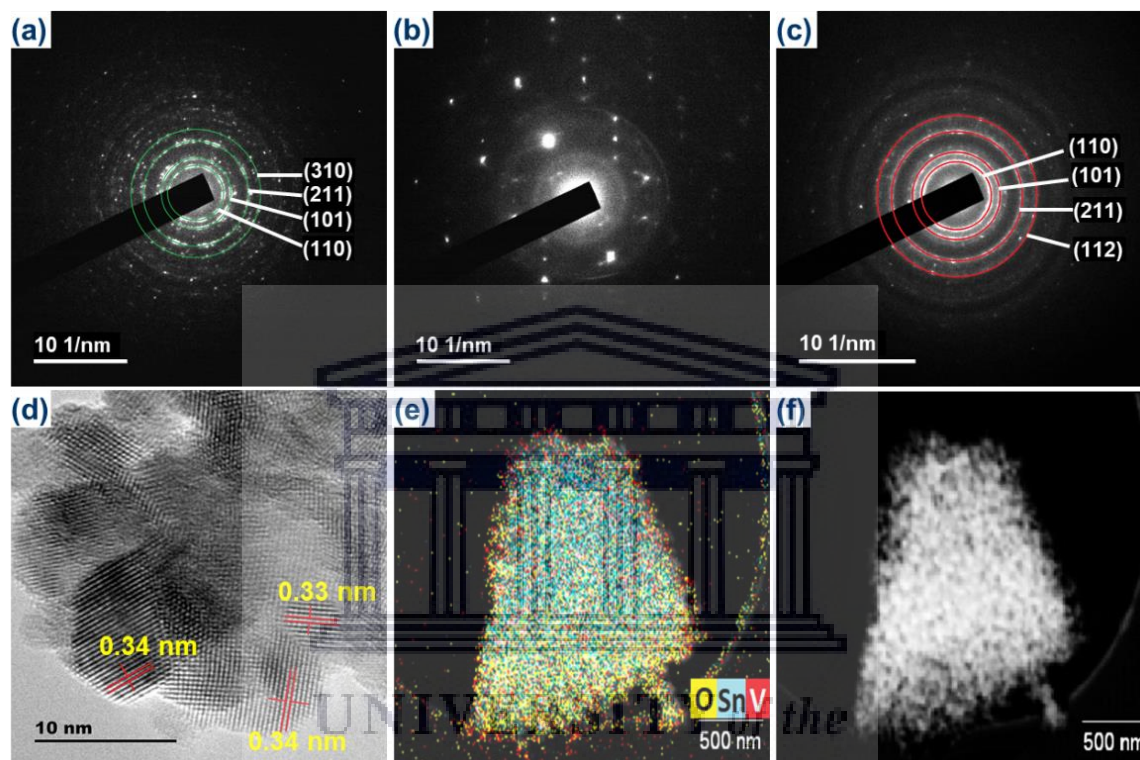 (a)
(310)
(211)
(101)
(110)
10 1/nm
(b)
10 1/nm
(c)
(110)
(101)
(211)
(112)
10 1/nm
(d)
0.33 nm
0.34 nm
0.34 nm
10 nm
(e)
O Sn V
500 nm
(f)
500 nm
UNIVERSITY of the